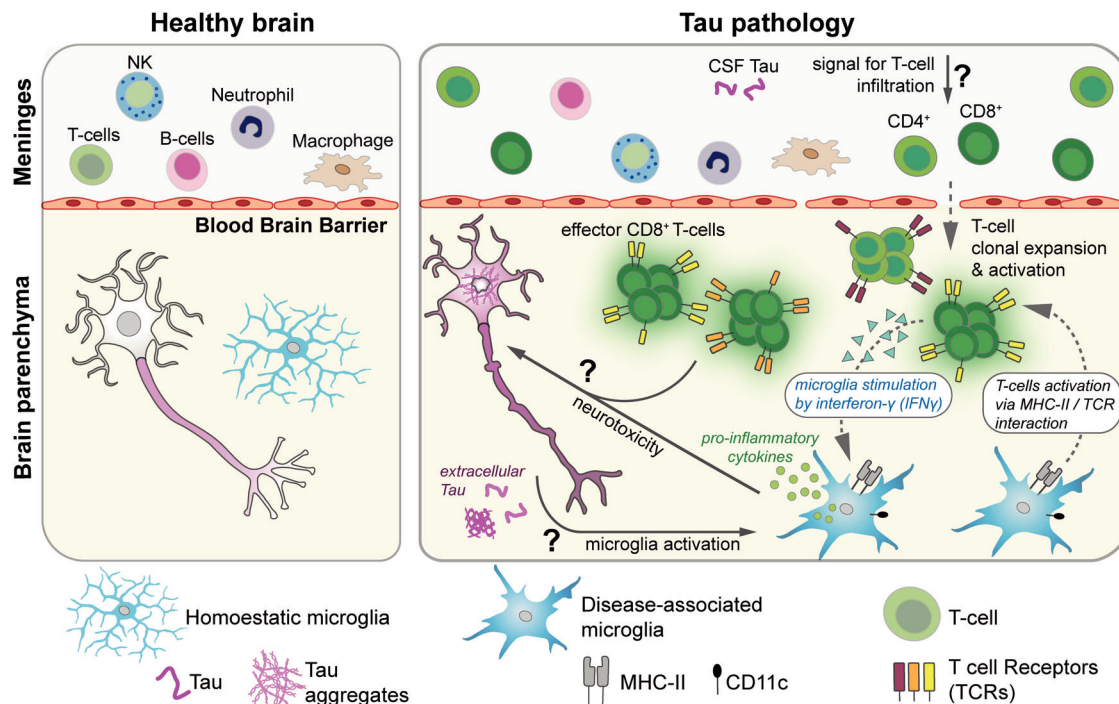 Healthy brain
Tau pathology
Meninges
NK
Neutrophil
T-cells
B-cells
Macrophage
CSF Tau
signal for T-cell
infiltration
?
CD4+
CD8+
Blood Brain Barrier
Brain parenchyma
effector CD8+ T-cells
T-cell
clonal expansion
& activation
?
neurotoxicity
microglia stimulation
by interferon-γ (IFNγ)
T-cells activation
via MHC-II / TCR
interaction
pro-inflammatory
cytokines
extracellular
Tau
?
microglia activation
Homoestatic microglia
Tau
Tau
aggregates
Disease-associated
microglia
MHC-II
CD11c
T-cell
T cell Receptors
(TCRs)